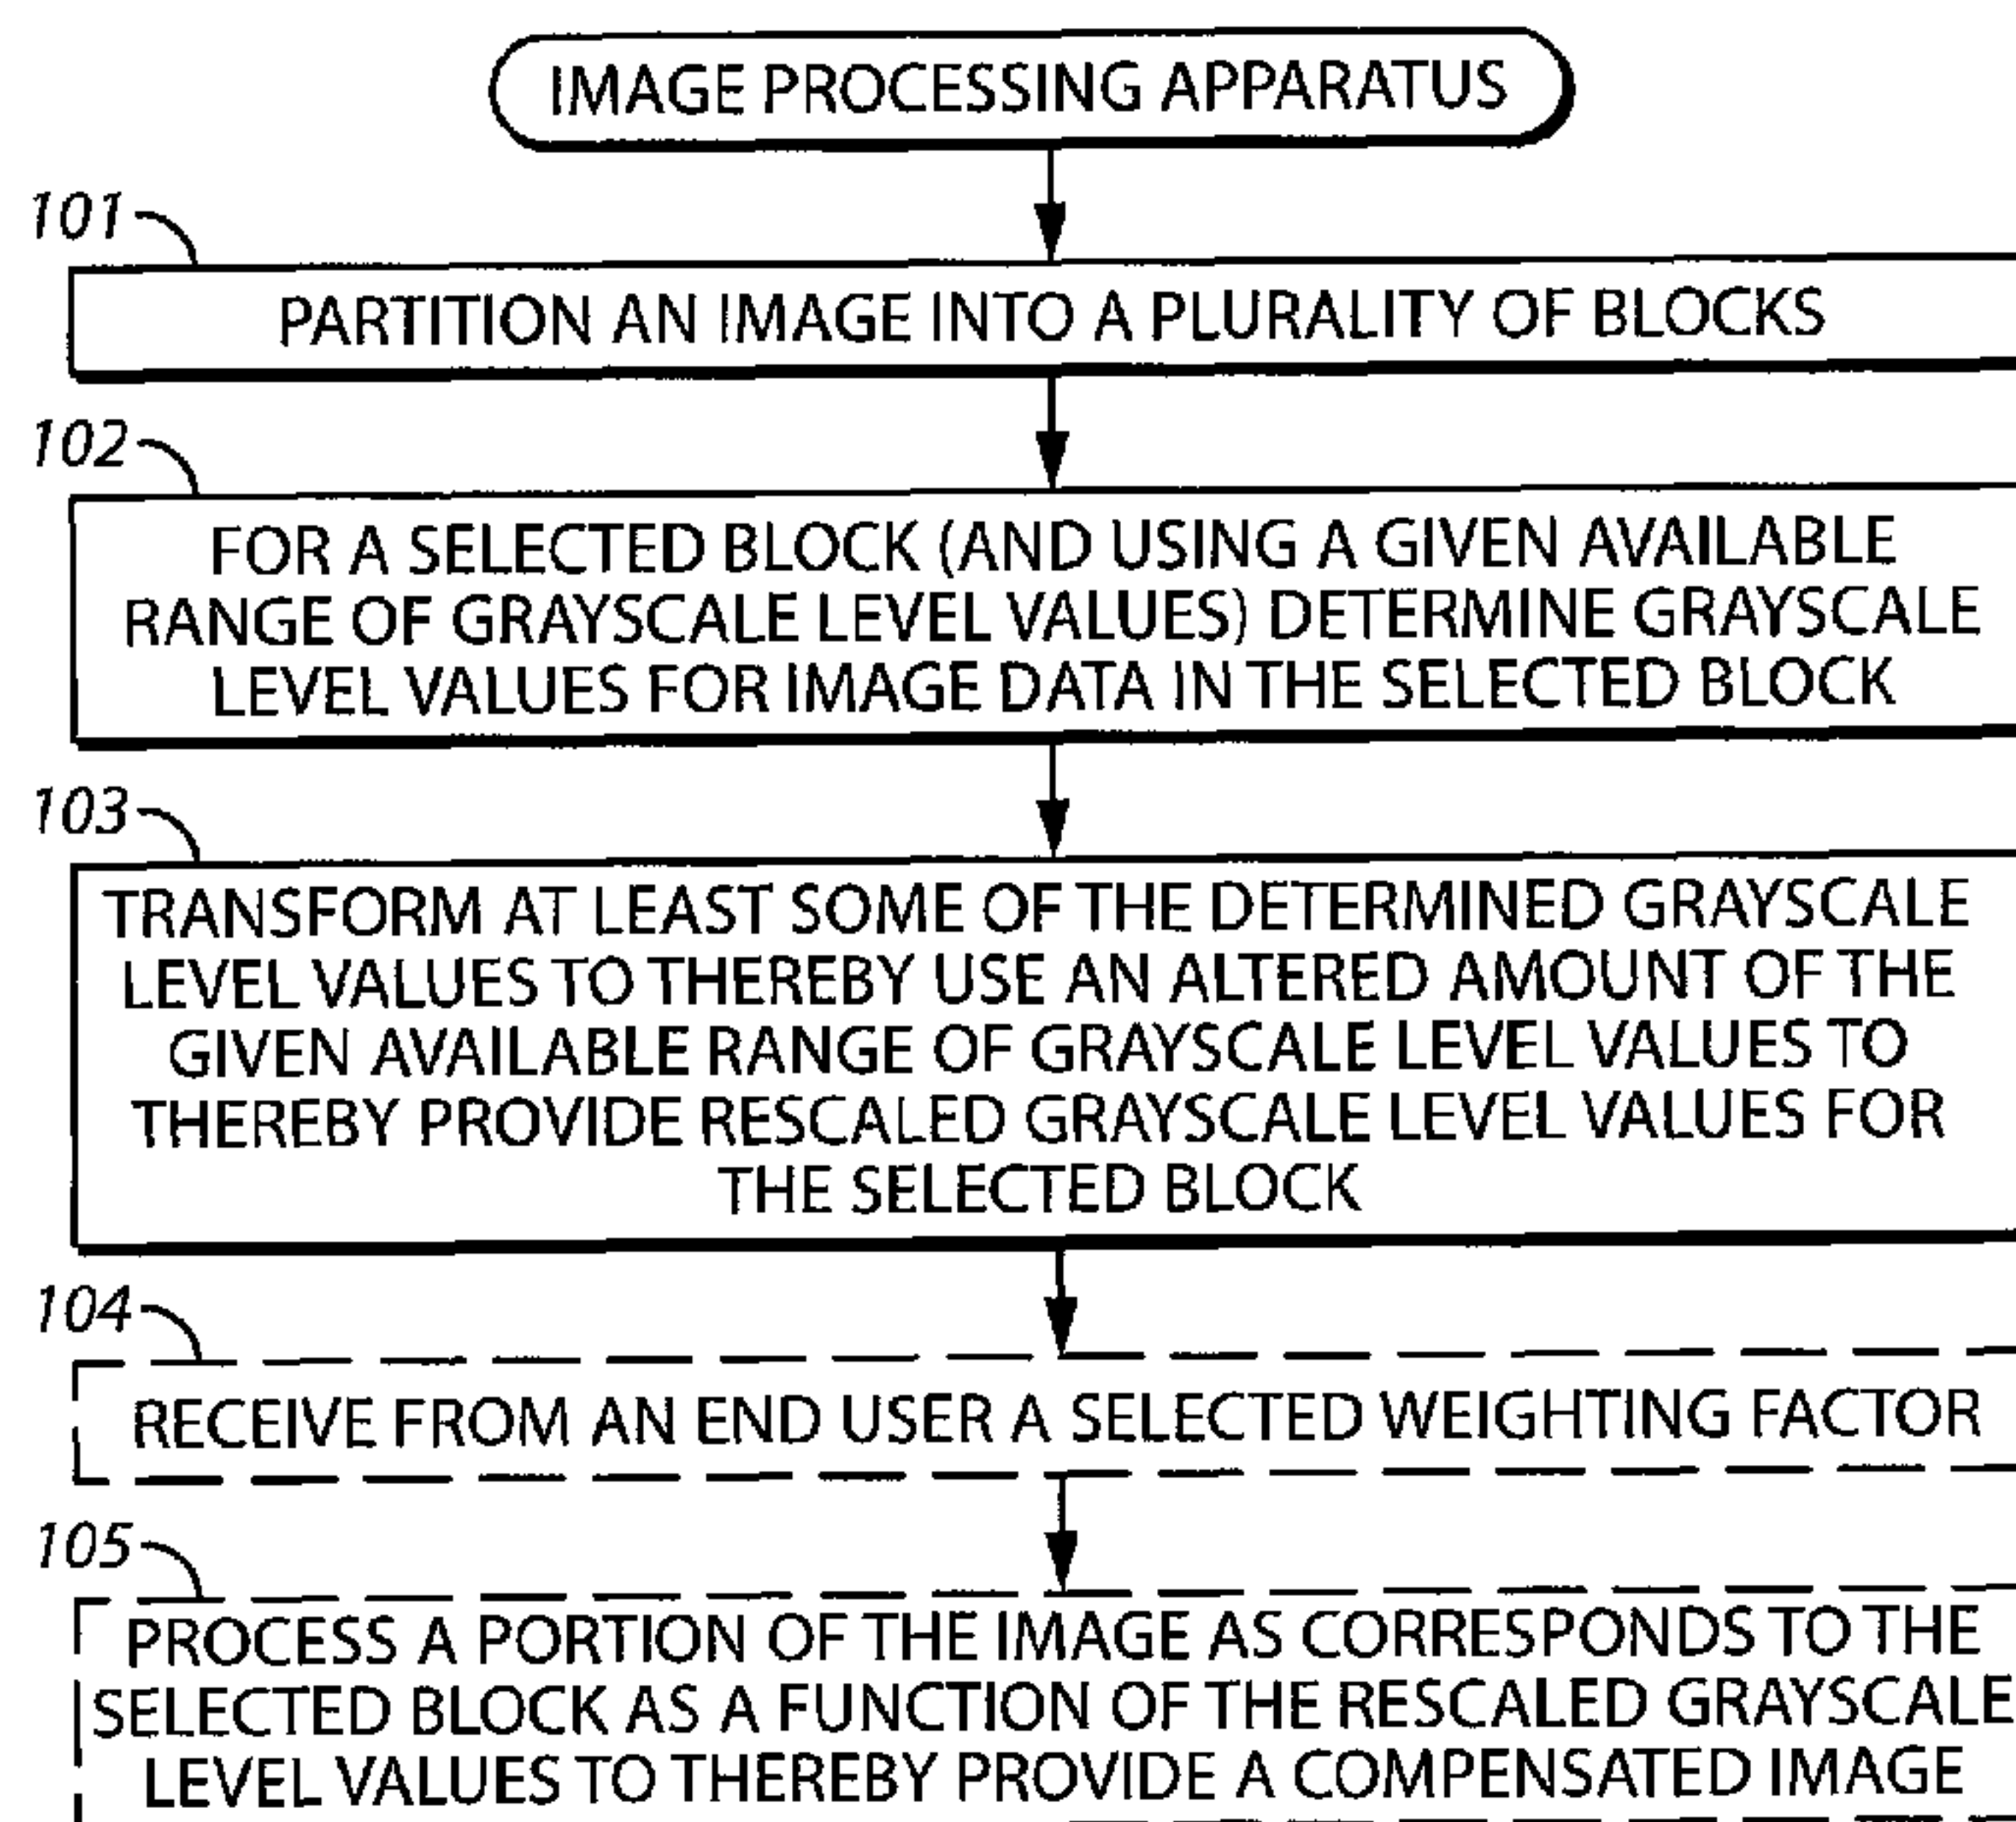 IMAGE PROCESSING APPARATUS
101
PARTITION AN IMAGE INTO A PLURALITY OF BLOCKS
102
FOR A SELECTED BLOCK (AND USING A GIVEN AVAILABLE
RANGE OF GRAYSCALE LEVEL VALUES) DETERMINE GRAYSCALE
LEVEL VALUES FOR IMAGE DATA IN THE SELECTED BLOCK
103
TRANSFORM AT LEAST SOME OF THE DETERMINED GRAYSCALE
LEVEL VALUES TO THEREBY USE AN ALTERED AMOUNT OF THE
GIVEN AVAILABLE RANGE OF GRAYSCALE LEVEL VALUES TO
THEREBY PROVIDE RESCALED GRAYSCALE LEVEL VALUES FOR
THE SELECTED BLOCK
104
RECEIVE FROM AN END USER A SELECTED WEIGHTING FACTOR
105
PROCESS A PORTION OF THE IMAGE AS CORRESPONDS TO THE
SELECTED BLOCK AS A FUNCTION OF THE RESCALED GRAYSCALE
LEVEL VALUES TO THEREBY PROVIDE A COMPENSATED IMAGE